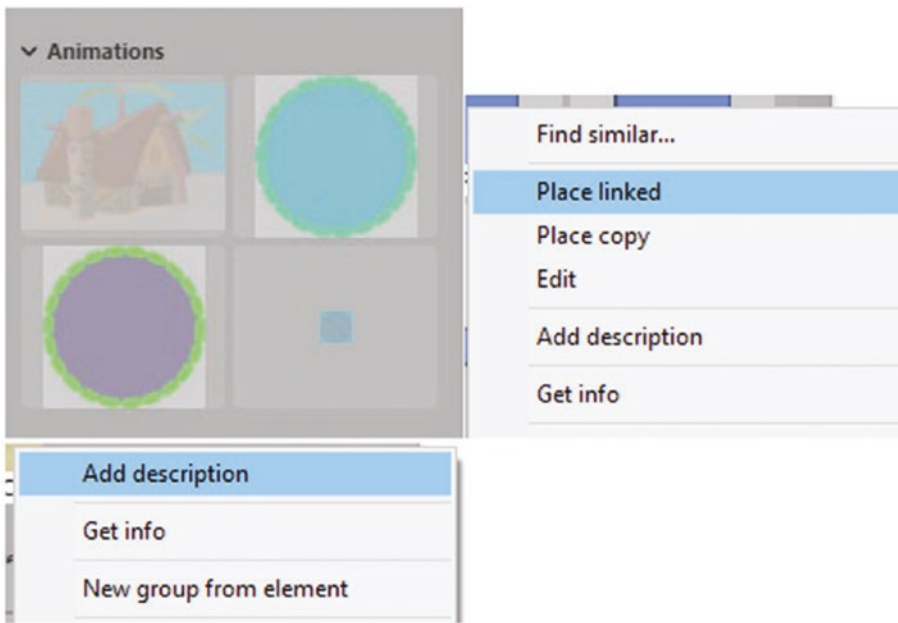 Animations
Find similar...
Place linked
Place copy
Edit
Add description
Get info
Add description
Get info
New group from element